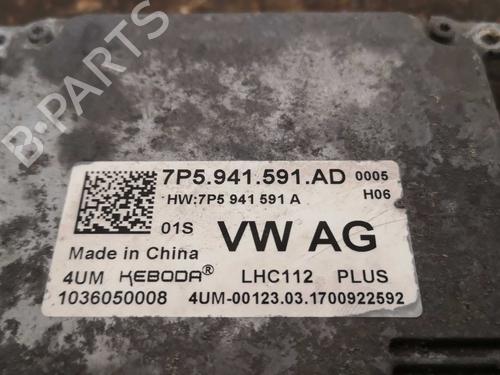 B-PARTS
7P5.941.591.AD 0005
HW:7P5 941 591 A H06
01S VW AG
Made in China
4UM KEBODA® LHC112 PLUS
1036050008 4UM-00123.03.1700922592